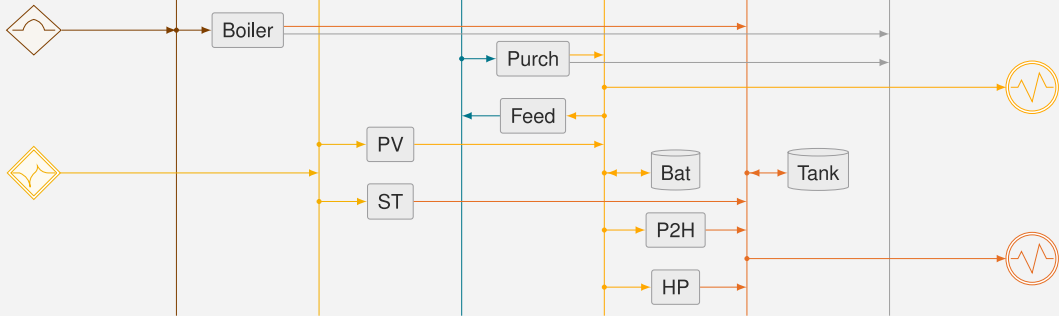 Boiler
Purch
Feed
PV
Bat
Tank
ST
P2H
HP